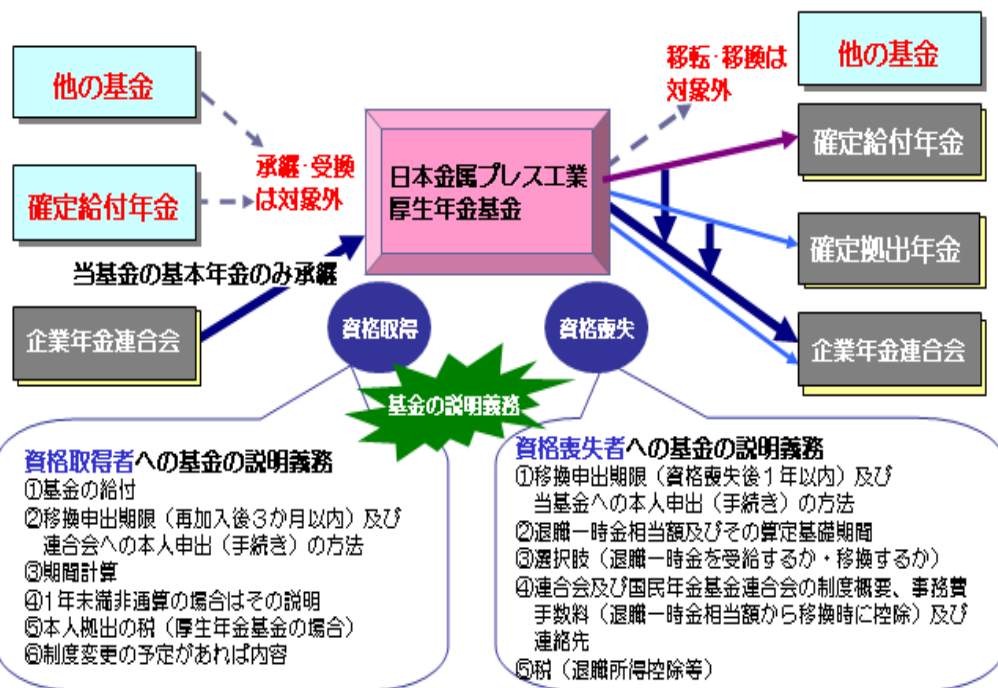 他の基金
確定給付年金
承継・受換
は対象外
当基金の基本年金のみ承継
企業年金連合会
日本金属プレス工業
厚生年金基金
移転・移換は
対象外
他の基金
確定給付年金
確定拠出年金
企業年金連合会
資格取得
資格喪失
基金の説明義務
資格取得者への基金の説明義務
①基金の給付
②移換申出期限（再加入後３か月以内）及び
連合会への本人申出（手続き）の方法
③期間計算
④１年未満非通算の場合はその説明
⑤本人拠出の税（厚生年金基金の場合）
⑥制度変更の予定があれば内容
資格喪失者への基金の説明義務
①移換申出期限（資格喪失後１年以内）及び
当基金への本人申出（手続き）の方法
②退職一時金相当額及びその算定基礎期間
③選択肢（退職一時金を受給するか・移換するか）
④連合会及び国民年金基金連合会の制度概要、事務費
手数料（退職一時金相当額から移換時に控除）及び
連絡先
⑤税（退職所得控除等）